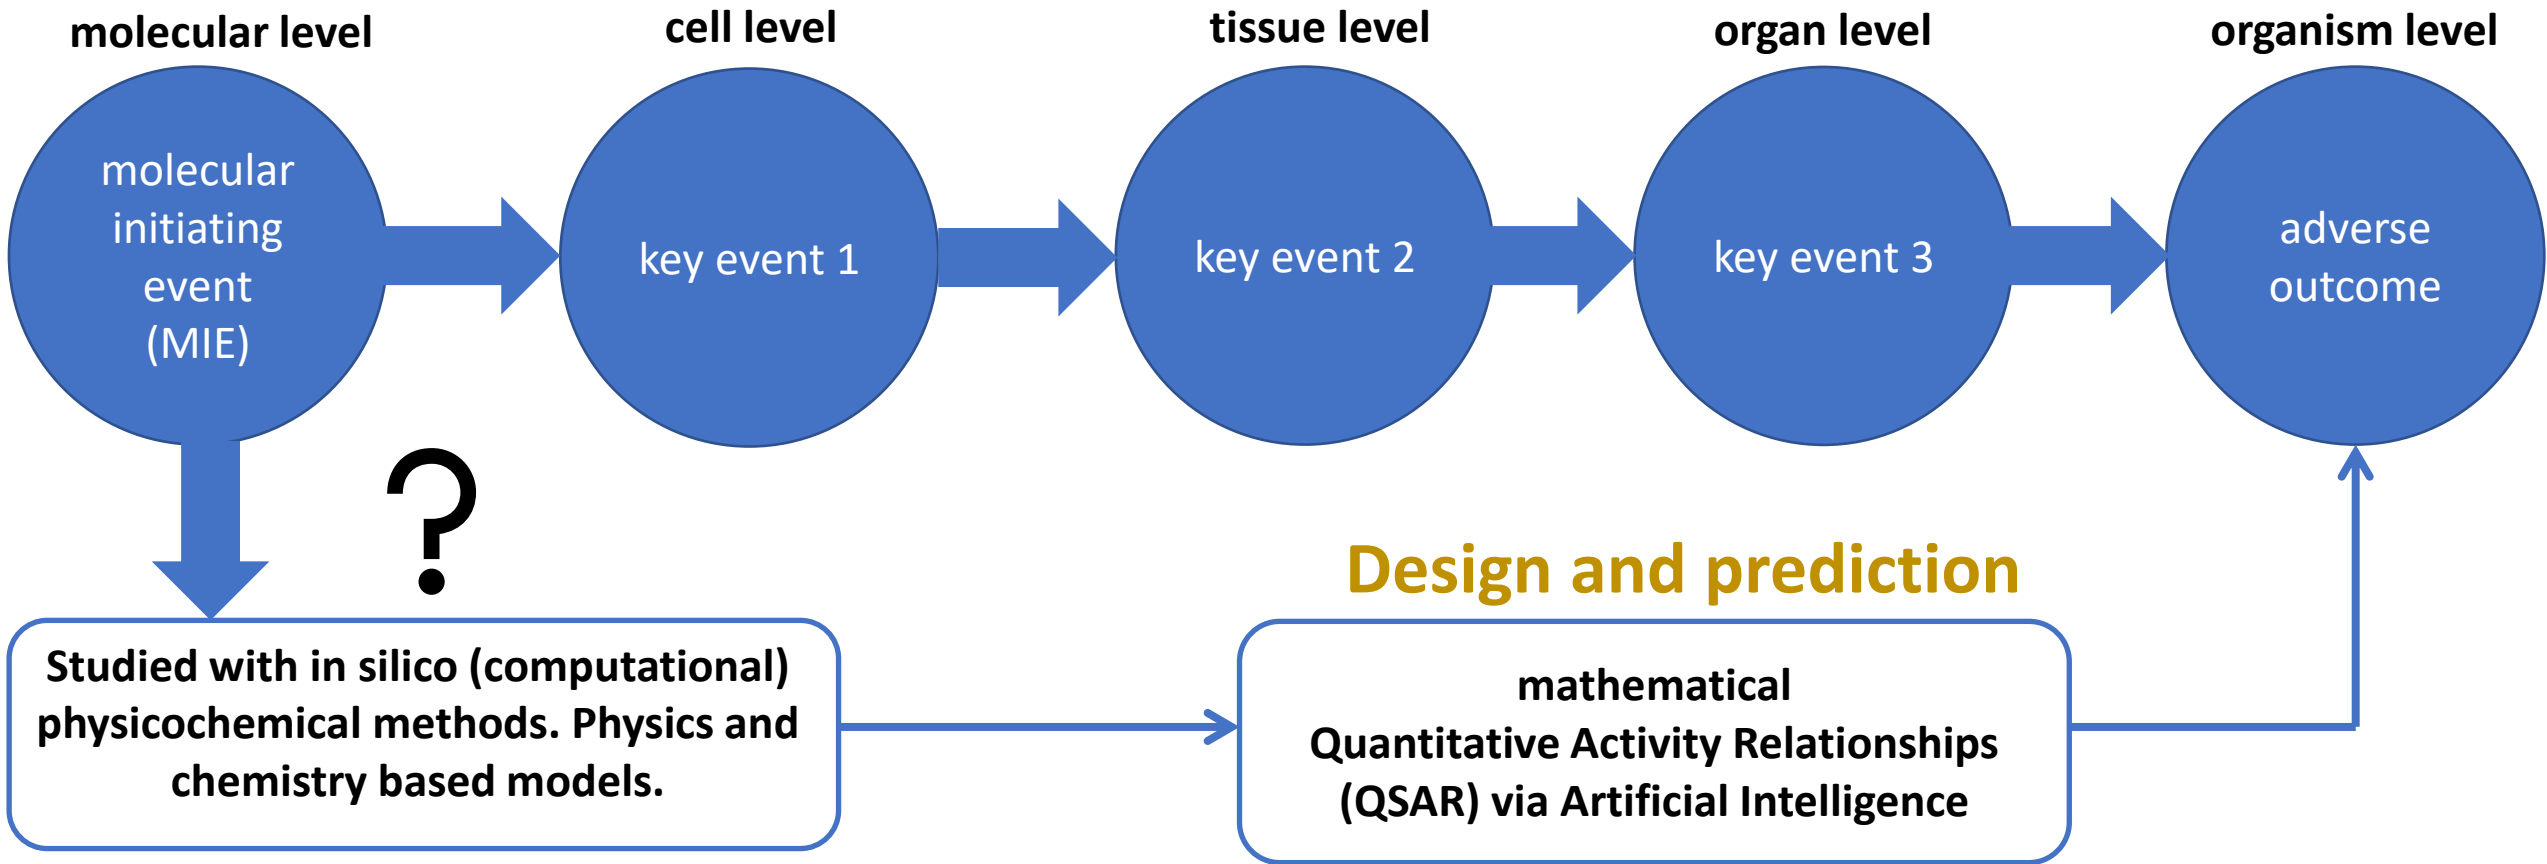 molecular level
cell level
tissue level
organ level
organism level
molecular
initiating
event
(MIE)
key event 1
key event 2
key event 3
adverse
outcome
?
Design and prediction
Studied with in silico (computational)
physicochemical methods. Physics and
chemistry based models.
mathematical
Quantitative Activity Relationships
(QSAR) via Artificial Intelligence